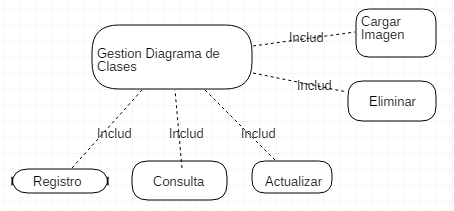 Cargar
Imagen
Includ
Gestion Diagrama de
Clases
Includ
Eliminar
Includ
Includ
Includ
Registro
Consulta
Actualizar